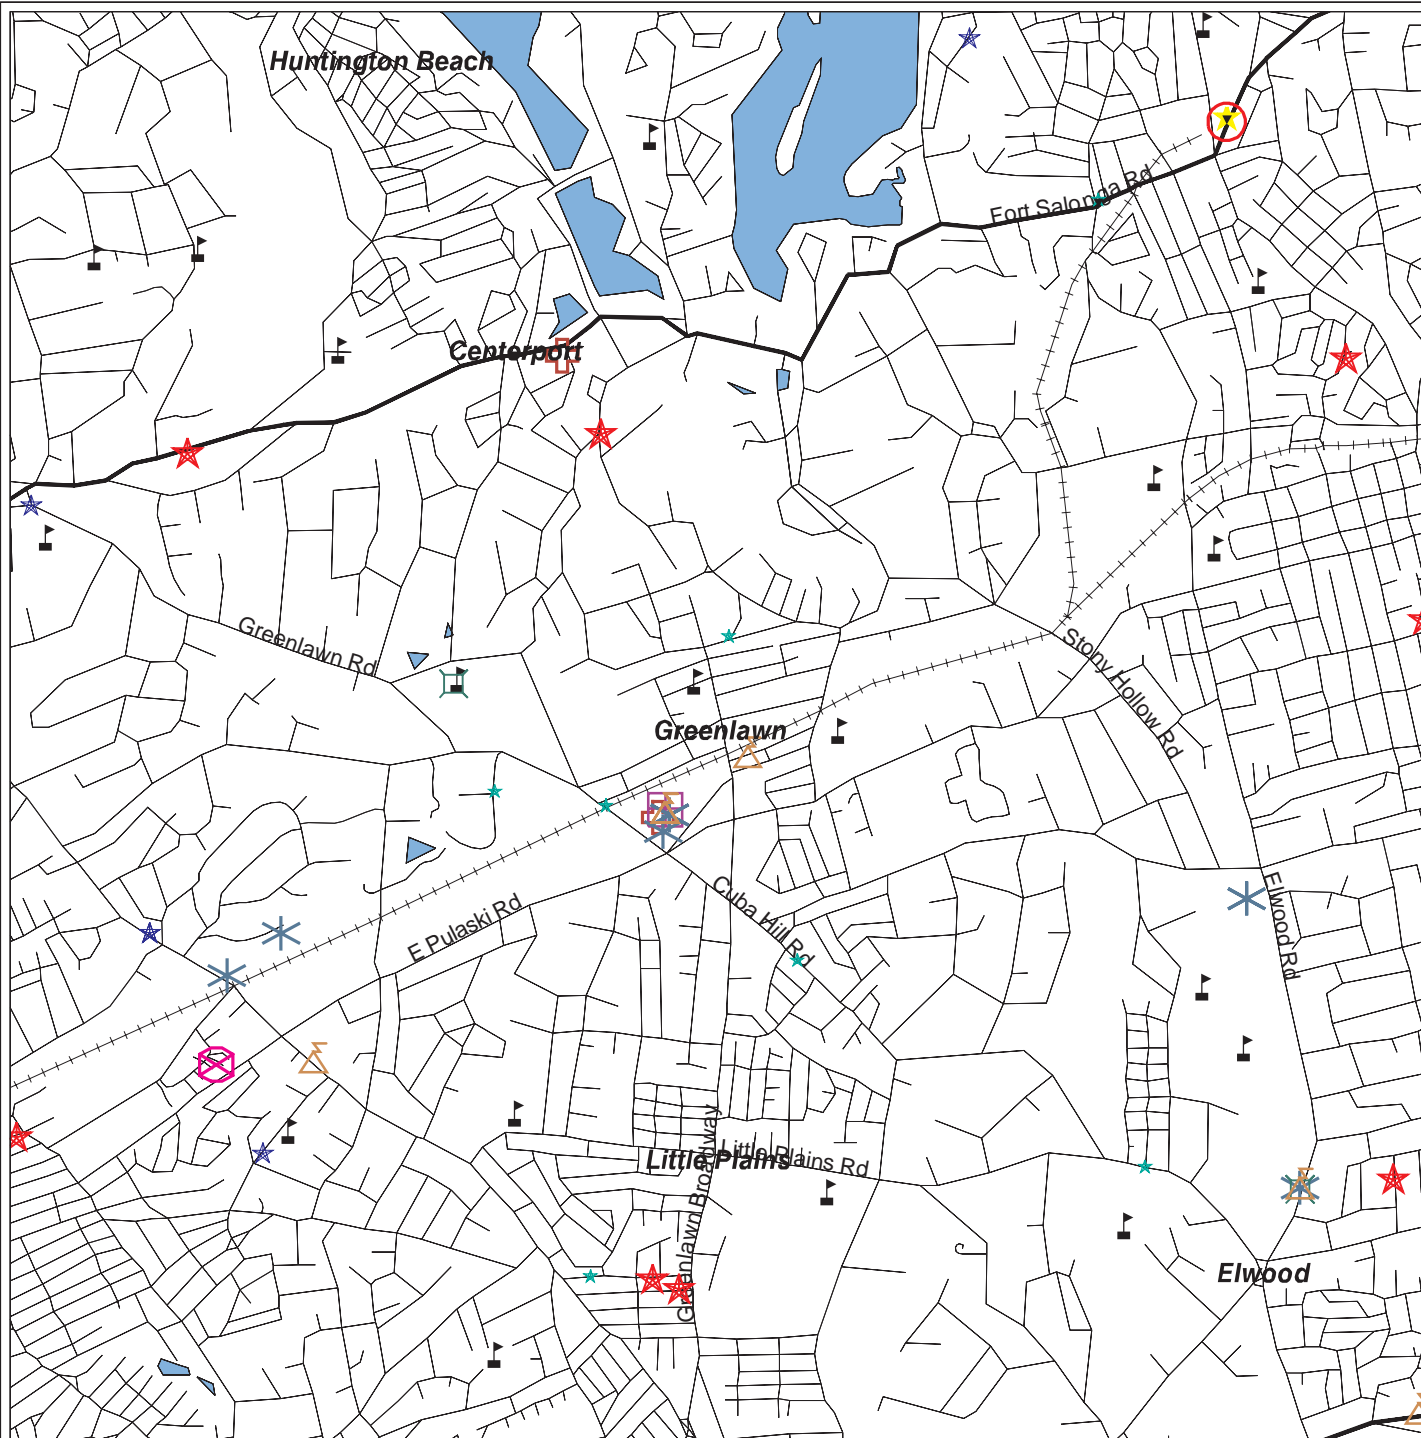 Huntington Beach
Fort Salonga Rd
Centerport
Greenlawn Rd
Stony Hollow Rd
Greenlawn
Cuba Hill Rd
Elwood Rd
E Pulaski Rd
Greenlawn Broadway
Little Plains Rd
Little Plains
Elwood